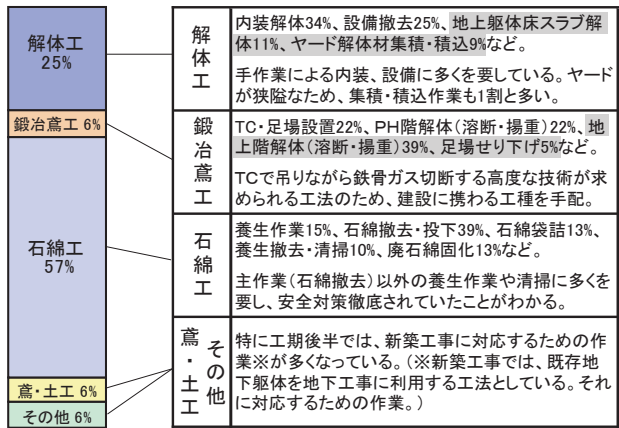 解体工
25%
鍛冶鳶工 6%
石綿工
57%
鳶・土工 6%
その他 6%
解体工
内装解体34%、設備撤去25%、地上躯体床スラブ解
体11%、ヤード解体材集積・積込9%など。
手作業による内装、設備に多くを要している。ヤード
が狭隘なため、集積・積込作業も1割と多い。
鍛冶鳶工
TC・足場設置22%、PH階解体（溶断・揚重）22%、地
上階解体（溶断・揚重）39%、足場せり下げ5%など。
TCで吊りながら鉄骨ガス切断する高度な技術が求
められる工法のため、建設に携わる工種を手配。
石綿工
養生作業15%、石綿撤去・投下39%、石綿袋詰13%、
養生撤去・清掃10%、廃石綿固化13%など。
主作業（石綿撤去）以外の養生作業や清掃に多くを
要し、安全対策徹底されていたことがわかる。
鳶・土工
その他
特に工期後半では、新築工事に対応するための作
業※が多くなっている。（※新築工事では、既存地
下躯体を地下工事に利用する工法としている。それ
に対応するための作業。）